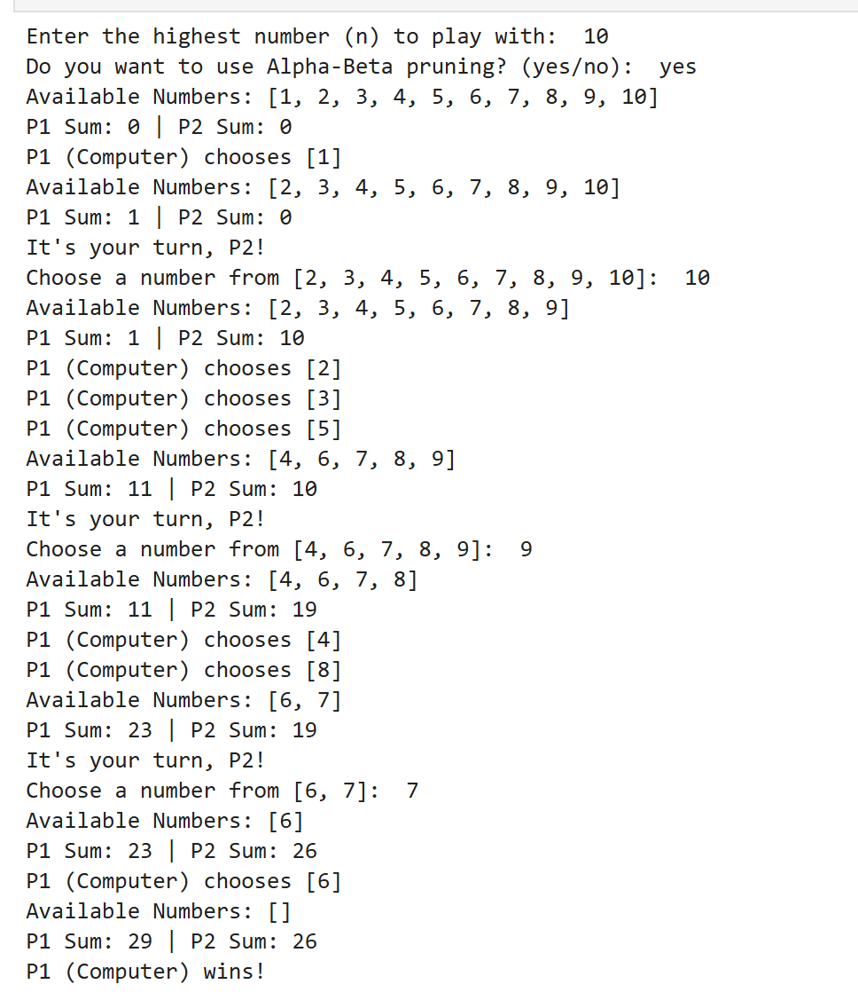 Enter the highest number (n) to play with:  10
Do you want to use Alpha-Beta pruning? (yes/no):  yes
Available Numbers: [1, 2, 3, 4, 5, 6, 7, 8, 9, 10]
P1 Sum: 0 | P2 Sum: 0
P1 (Computer) chooses [1]
Available Numbers: [2, 3, 4, 5, 6, 7, 8, 9, 10]
P1 Sum: 1 | P2 Sum: 0
It's your turn, P2!
Choose a number from [2, 3, 4, 5, 6, 7, 8, 9, 10]:  10
Available Numbers: [2, 3, 4, 5, 6, 7, 8, 9]
P1 Sum: 1 | P2 Sum: 10
P1 (Computer) chooses [2]
P1 (Computer) chooses [3]
P1 (Computer) chooses [5]
Available Numbers: [4, 6, 7, 8, 9]
P1 Sum: 11 | P2 Sum: 10
It's your turn, P2!
Choose a number from [4, 6, 7, 8, 9]:  9
Available Numbers: [4, 6, 7, 8]
P1 Sum: 11 | P2 Sum: 19
P1 (Computer) chooses [4]
P1 (Computer) chooses [8]
Available Numbers: [6, 7]
P1 Sum: 23 | P2 Sum: 19
It's your turn, P2!
Choose a number from [6, 7]:  7
Available Numbers: [6]
P1 Sum: 23 | P2 Sum: 26
P1 (Computer) chooses [6]
Available Numbers: []
P1 Sum: 29 | P2 Sum: 26
P1 (Computer) wins!